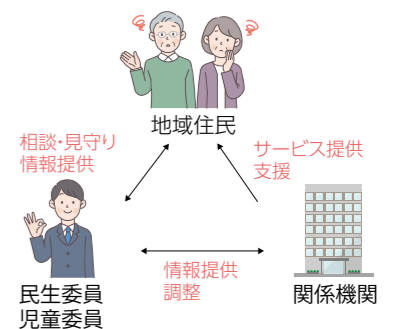 地域住民
相談・見守り
情報提供
サービス提供
支援
民生委員
児童委員
情報提供
調整
関係機関